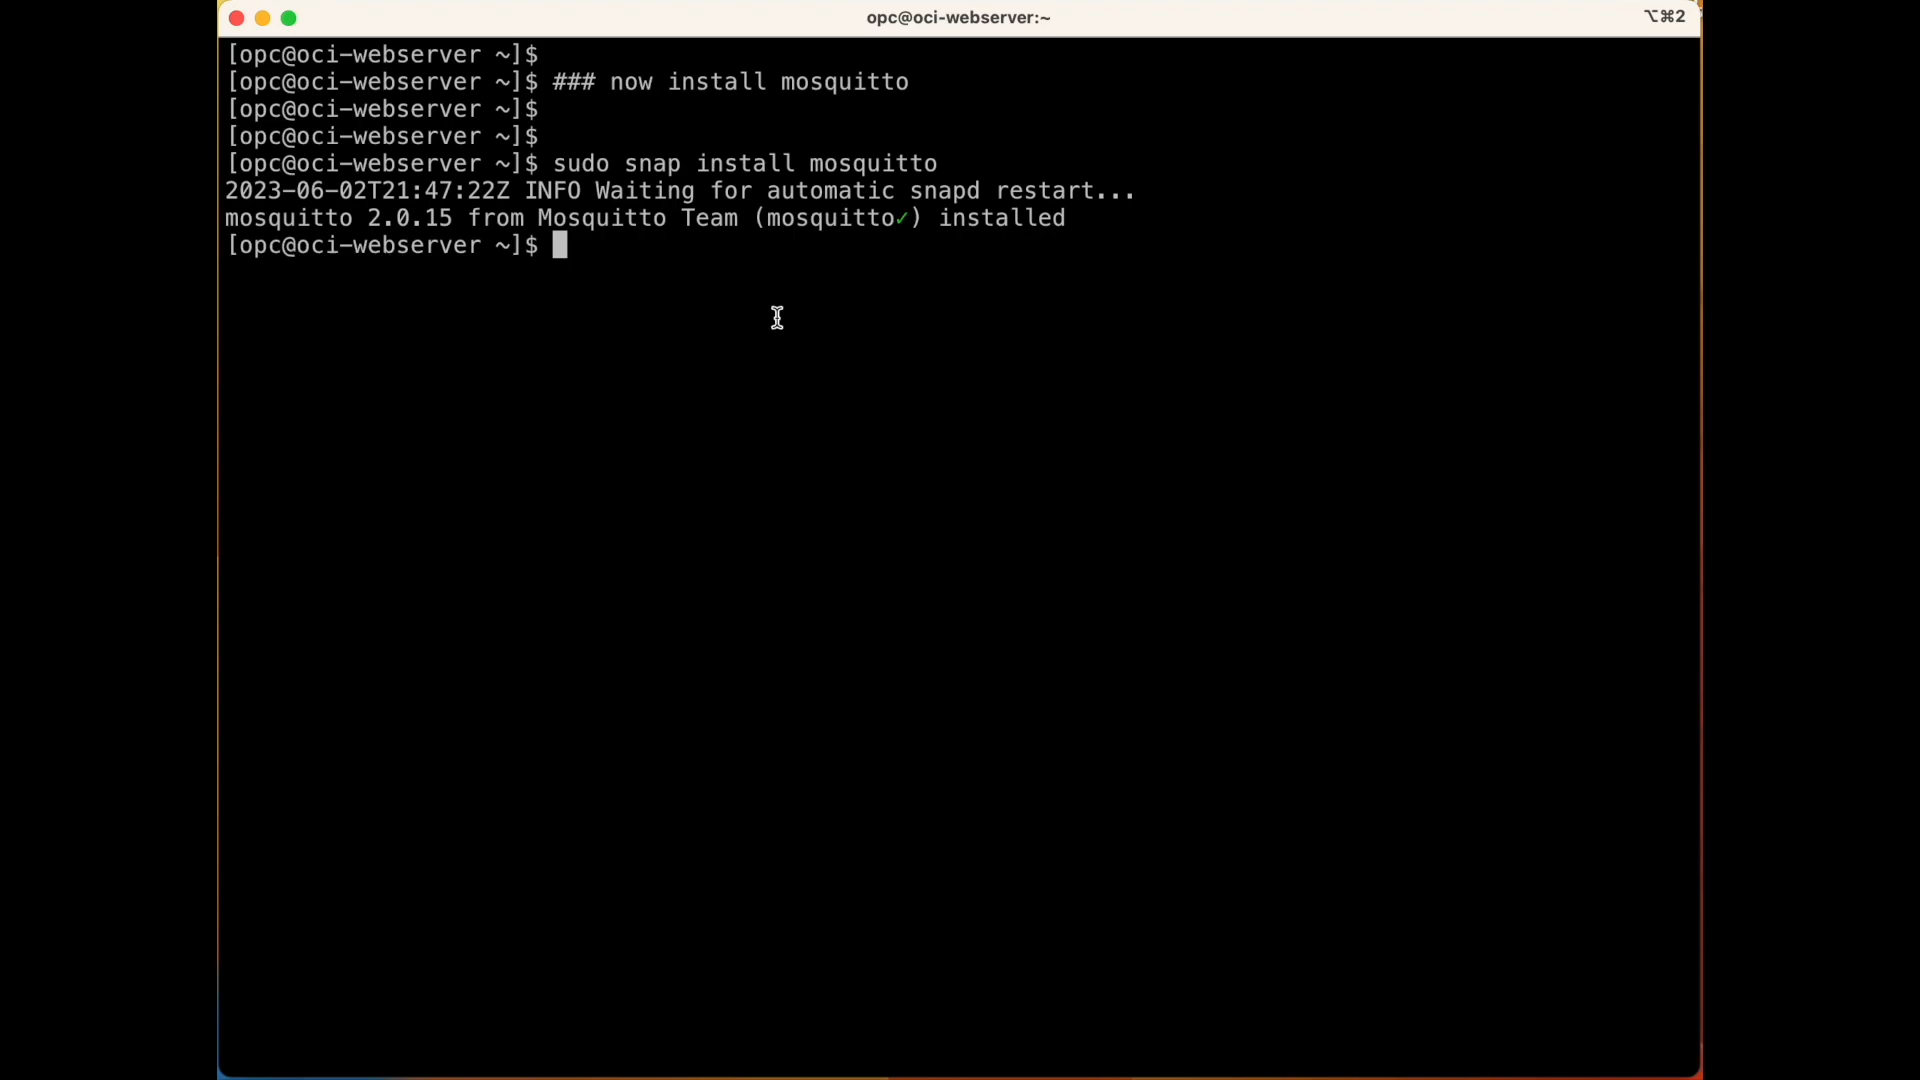 opc@oci-webserver:~
⌥⌘2
[opc@oci-webserver ~]$
[opc@oci-webserver ~]$ ### now install mosquitto
[opc@oci-webserver ~]$
[opc@oci-webserver ~]$
[opc@oci-webserver ~]$ sudo snap install mosquitto
2023-06-02T21:47:22Z INFO Waiting for automatic snapd restart...
mosquitto 2.0.15 from Mosquitto Team (mosquitto✓) installed
[opc@oci-webserver ~]$